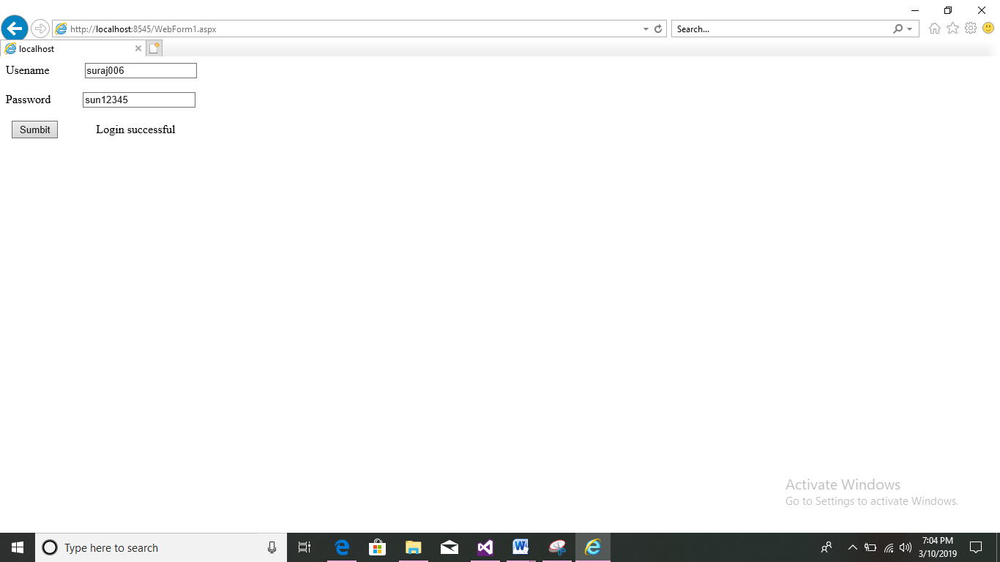 http://localhost:8545/WebForm1.aspx
Search...
localhost
Usename suraj006
Password sun12345
Sumbit Login successful
Activate Windows
Go to Settings to activate Windows.
Type here to search
7:04 PM
3/10/2019